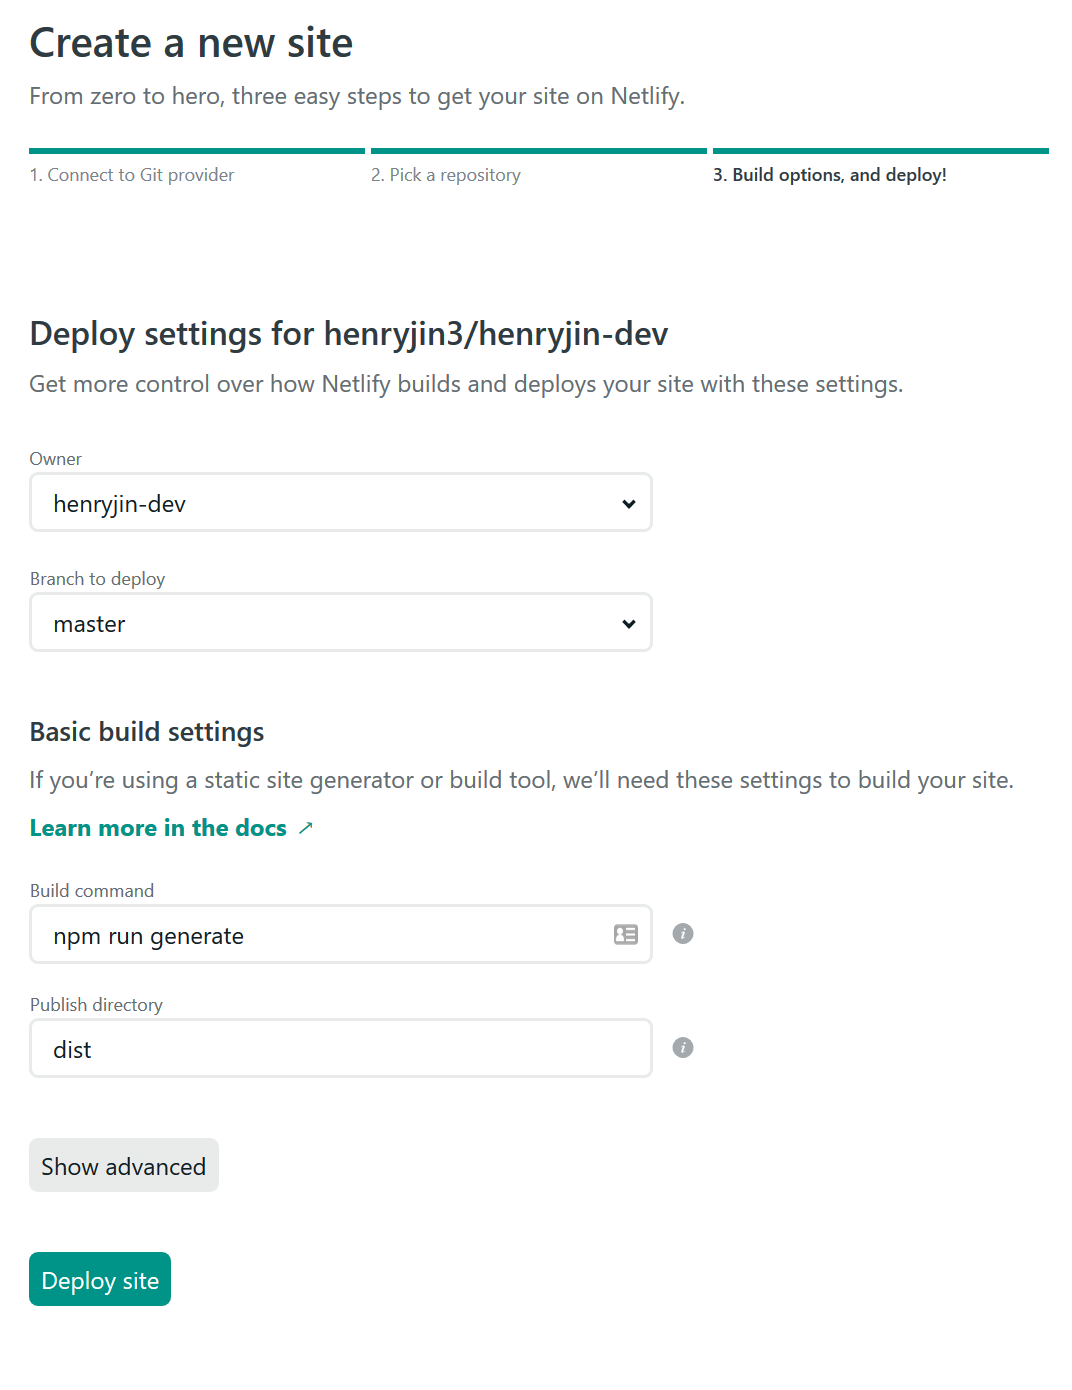 Create a new site
From zero to hero, three easy steps to get your site on Netlify.
1. Connect to Git provider
2. Pick a repository
3. Build options, and deploy!
Deploy settings for henryjin3/henryjin-dev
Get more control over how Netlify builds and deploys your site with these settings.
Owner
henryjin-dev
Branch to deploy
master
Basic build settings
If you’re using a static site generator or build tool, we’ll need these settings to build your site.
Learn more in the docs ↗
Build command
npm run generate
Publish directory
dist
Show advanced
Deploy site